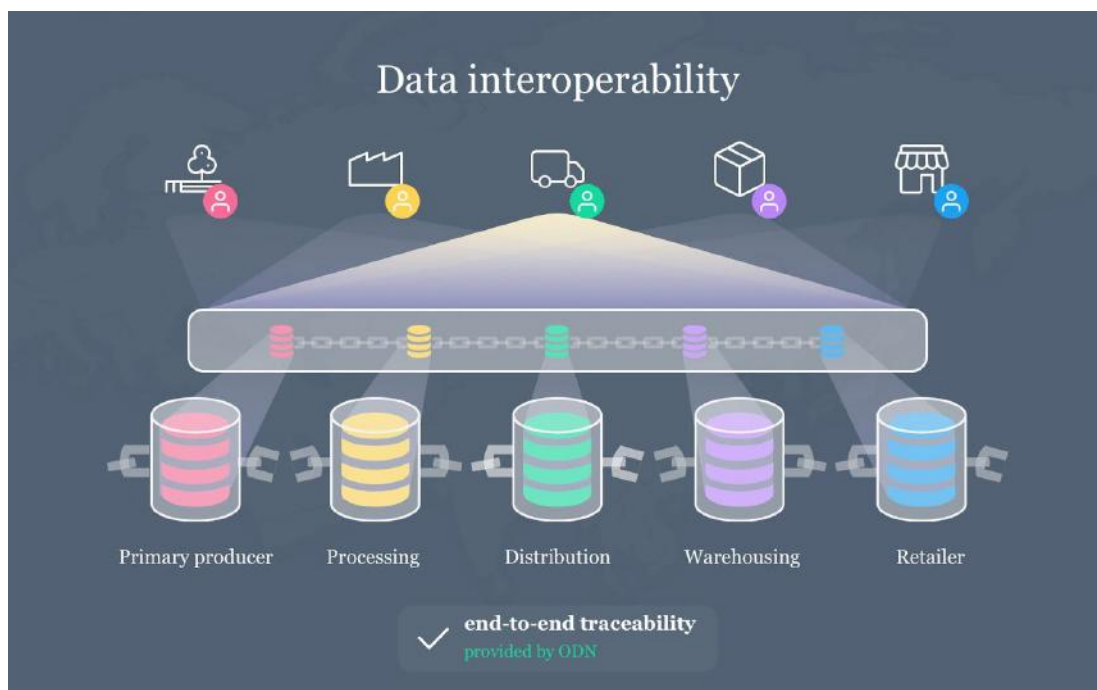 Data interoperability
Primary producer
Processing
Distribution
Warehousing
Retailer
end-to-end traceability
provided by ODN